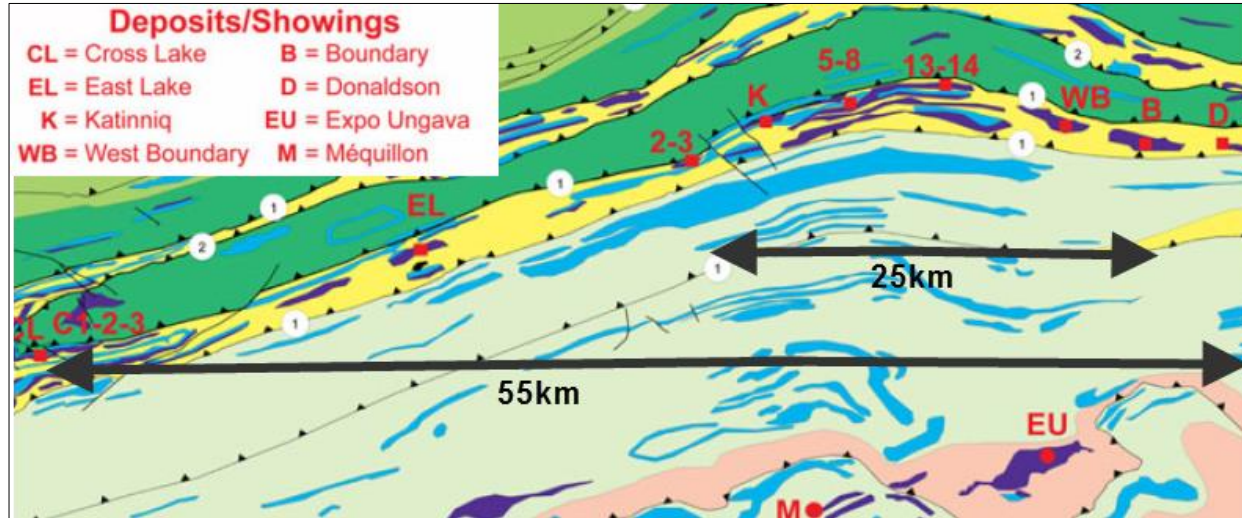 Deposits/Showings
CL = Cross Lake
B = Boundary
EL = East Lake
D = Donaldson
K = Katinniq
EU = Expo Ungava
WB = West Boundary
M = Méquillon
2
13-14
5-8
1
WB
K
B
D
2-3
1
1
1
EL
2
1
25km
C1-2-3
1
55km
EU
M